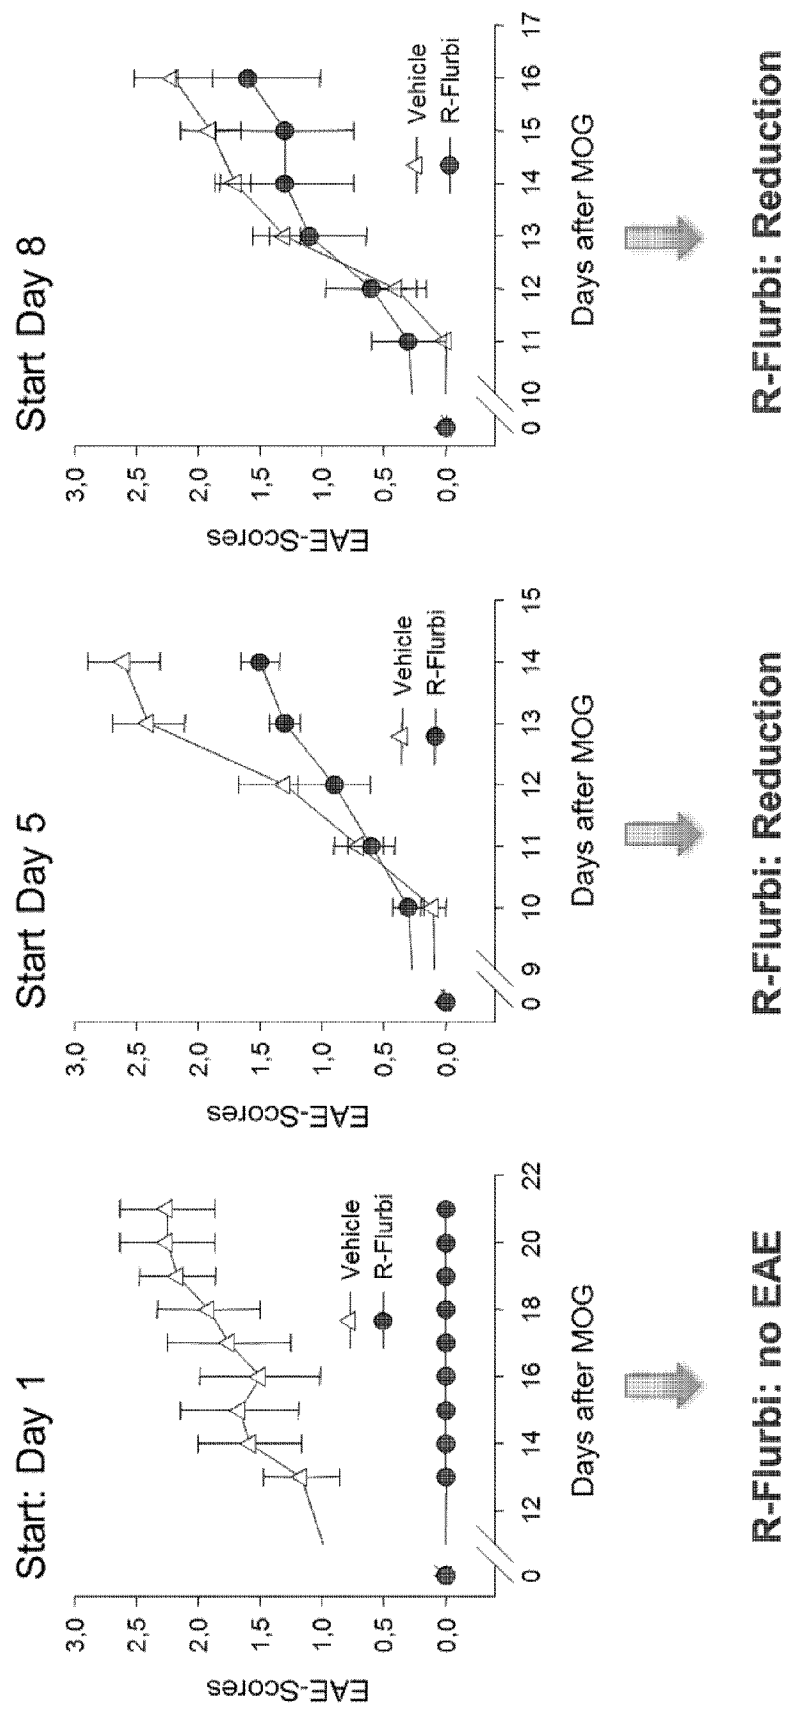 Start: Day 1
EAE-Scores
3,0
2,5
2,0
1,5
1,0
0,5
0,0
Vehicle
R-Flurbi
0 12 14 16 18 20 22
Days after MOG
R-Flurbi: no EAE
Start Day 5
EAE-Scores
3,0
2,5
2,0
1,5
1,0
0,5
0,0
Vehicle
R-Flurbi
0 9 10 11 12 13 14 15
Days after MOG
R-Flurbi: Reduction
Start Day 8
EAE-Scores
3,0
2,5
2,0
1,5
1,0
0,5
0,0
Vehicle
R-Flurbi
0 10 11 12 13 14 15 16 17
Days after MOG
R-Flurbi: Reduction